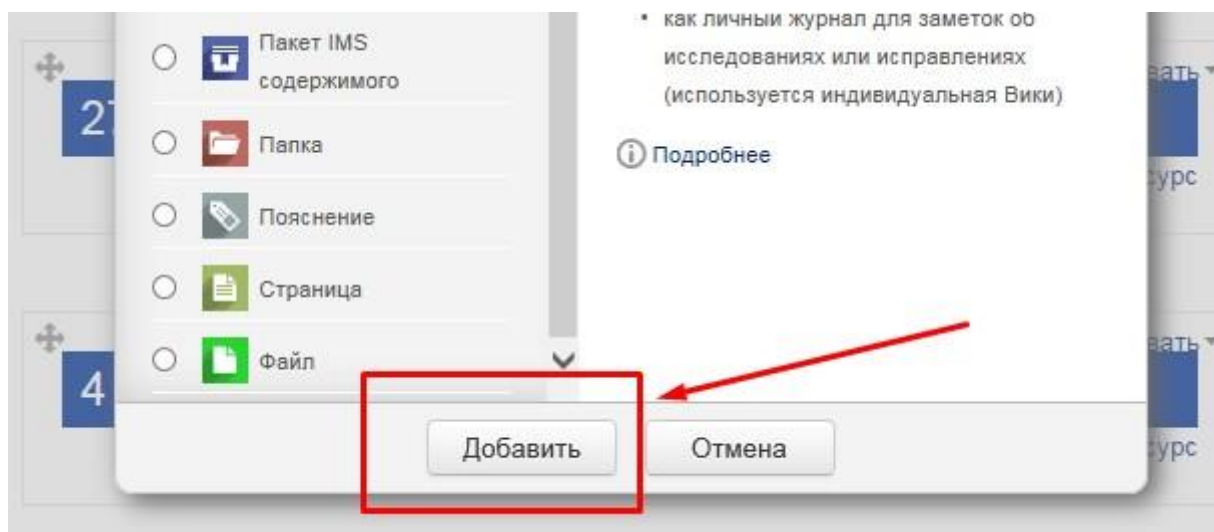 Пакет IMS
содержимого
Папка
Пояснение
Страница
Файл
• как личный журнал для заметок об
исследованиях или исправлениях
(используется индивидуальная Вики)
Подробнее
Добавить
Отмена
4